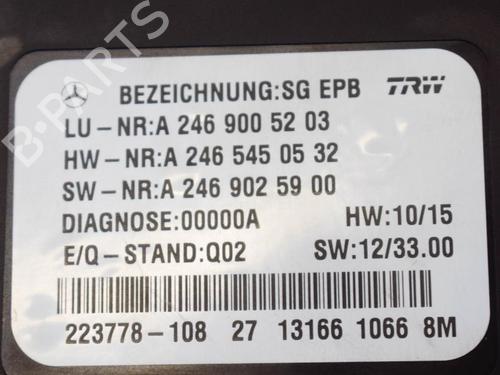 BEZEICHNUNG:SG EPB TRW
LU-NR:A 246 900 52 03
HW-NR:A 246 545 05 32
SW-NR:A 246 902 59 00
DIAGNOSE:00000A HW:10/15
E/Q-STAND:Q02 SW:12/33.00
223778-108 27 13166 1066 8M
B-PARTS